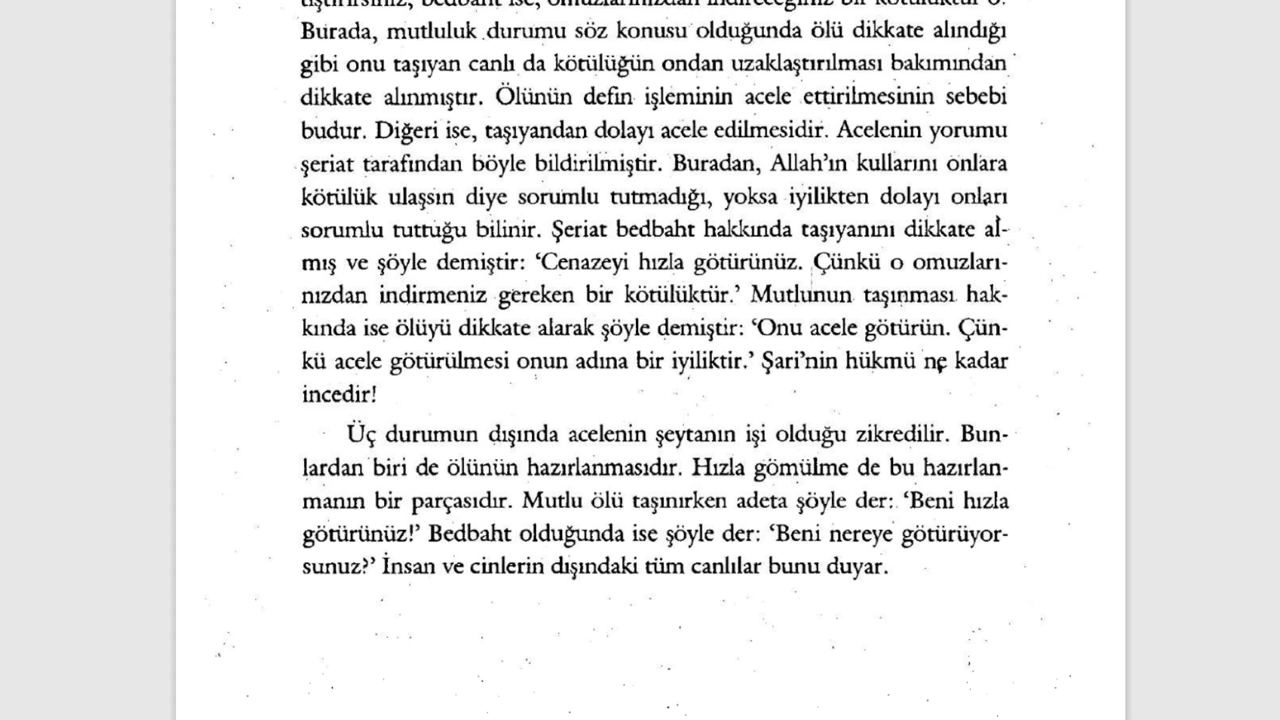 tiştirirsiniz, bedbaht ise, omuzlarınızdan indireceğiniz bir kötülüktür o.
Burada, mutluluk durumu söz konusu olduğunda ölü dikkate alındığı
gibi onu taşıyan canlı da kötülüğün ondan uzaklaştırılması bakımından
dikkate alınmıştır. Ölünün defin işleminin acele ettirilmesinin sebebi
budur. Diğeri ise, taşıyandan dolayı acele edilmesidir. Acelenin yorumu
şeriat tarafından böyle bildirilmiştir. Buradan, Allah’ın kullarını onlara
kötülük ulaşsın diye sorumlu tutmadığı, yoksa iyilikten dolayı onları
sorumlu tuttuğu bilinir. Şeriat bedbaht hakkında taşıyanını dikkate al-
mış ve şöyle demiştir: ‘Cenazeyi hızla götürünüz. Çünkü o omuzları-
nızdan indirmeniz gereken bir kötülüktür.’ Mutlunun taşınması hak-
kında ise ölüyü dikkate alarak şöyle demiştir: ‘Onu acele götürün. Çün-
kü acele götürülmesi onun adına bir iyiliktir.’ Şari’nin hükmü ne kadar
incedir!
Üç durumun dışında acelenin şeytanın işi olduğu zikredilir. Bun-
lardan biri de ölünün hazırlanmasıdır. Hızla gömülme de bu hazırlan-
manın bir parçasıdır. Mutlu ölü taşınırken adeta şöyle der: ‘Beni hızla
götürünüz!’ Bedbaht olduğunda ise şöyle der: ‘Beni nereye götürüyor-
sunuz?’ İnsan ve cinlerin dışındaki tüm canlılar bunu duyar.